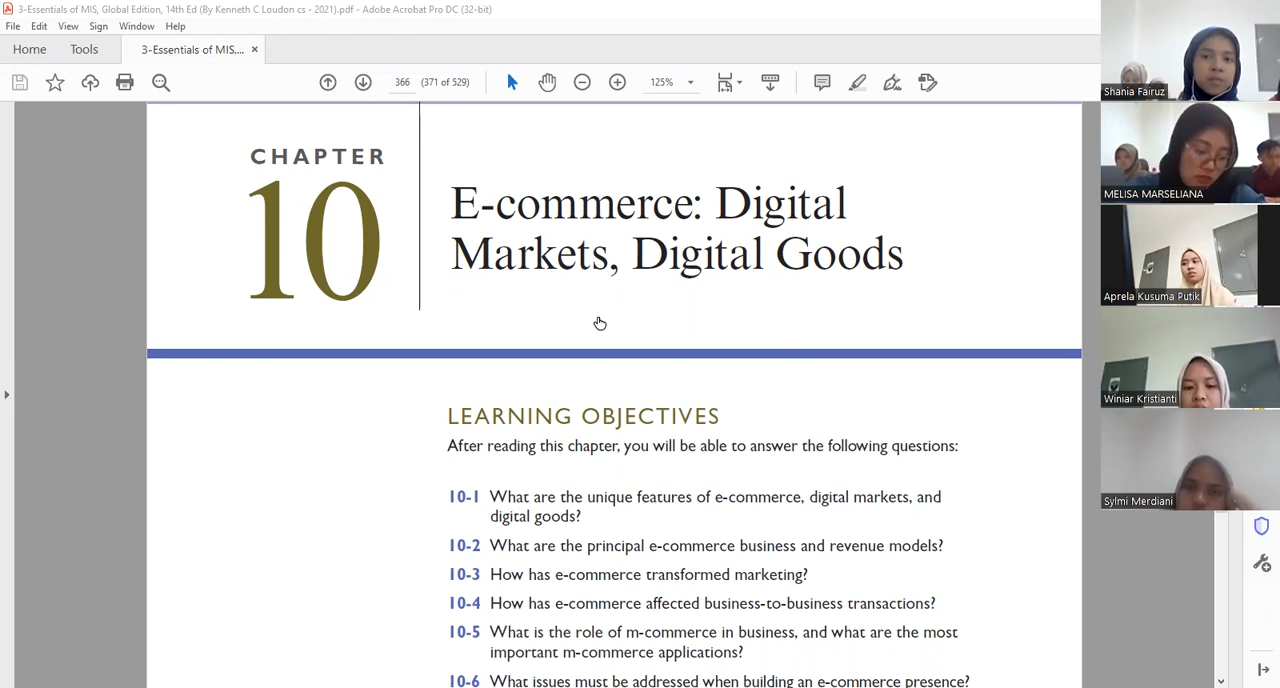 3-Essentials of MIS, Global Edition, 14th Ed (By Kenneth C Loudon cs - 2021).pdf - Adobe Acrobat Pro DC (32-bit)
File Edit View Sign Window Help
Home Tools 3-Essentials of MIS,... ×
366 (371 of 529) 125%
CHAPTER
10
E-commerce: Digital
Markets, Digital Goods
LEARNING OBJECTIVES
After reading this chapter, you will be able to answer the following questions:
10-1 What are the unique features of e-commerce, digital markets, and
digital goods?
10-2 What are the principal e-commerce business and revenue models?
10-3 How has e-commerce transformed marketing?
10-4 How has e-commerce affected business-to-business transactions?
10-5 What is the role of m-commerce in business, and what are the most
important m-commerce applications?
10-6 What issues must be addressed when building an e-commerce presence?
Shania Fairuz
MELISA MARSELIANA
Aprela Kusuma Putik
Winiar Kristianti
Sylmi Merdiani